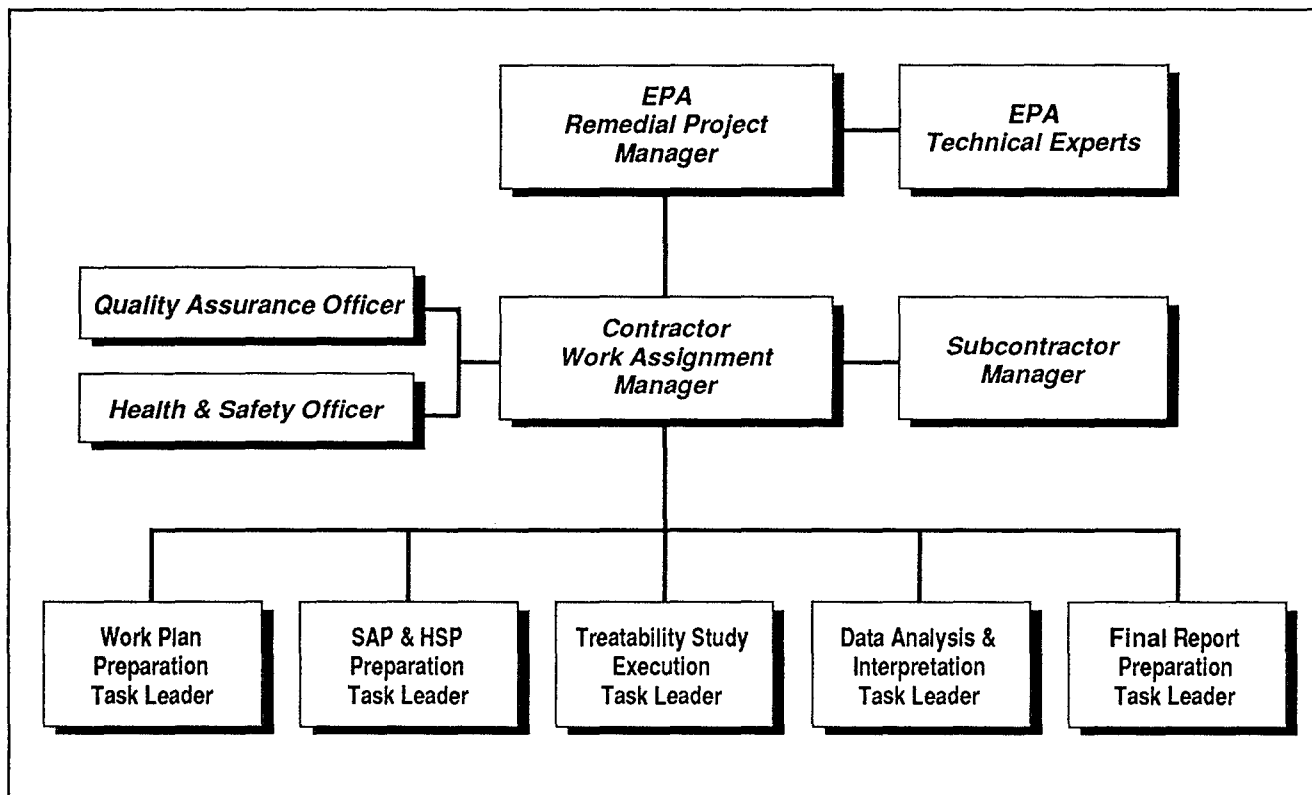 EPA
Remedial Project
Manager
EPA
Technical Experts
Quality Assurance Officer
Health & Safety Officer
Contractor
Work Assignment
Manager
Subcontractor
Manager
Work Plan
Preparation
Task Leader
SAP & HSP
Preparation
Task Leader
Treatability Study
Execution
Task Leader
Data Analysis &
Interpretation
Task Leader
Final Report
Preparation
Task Leader